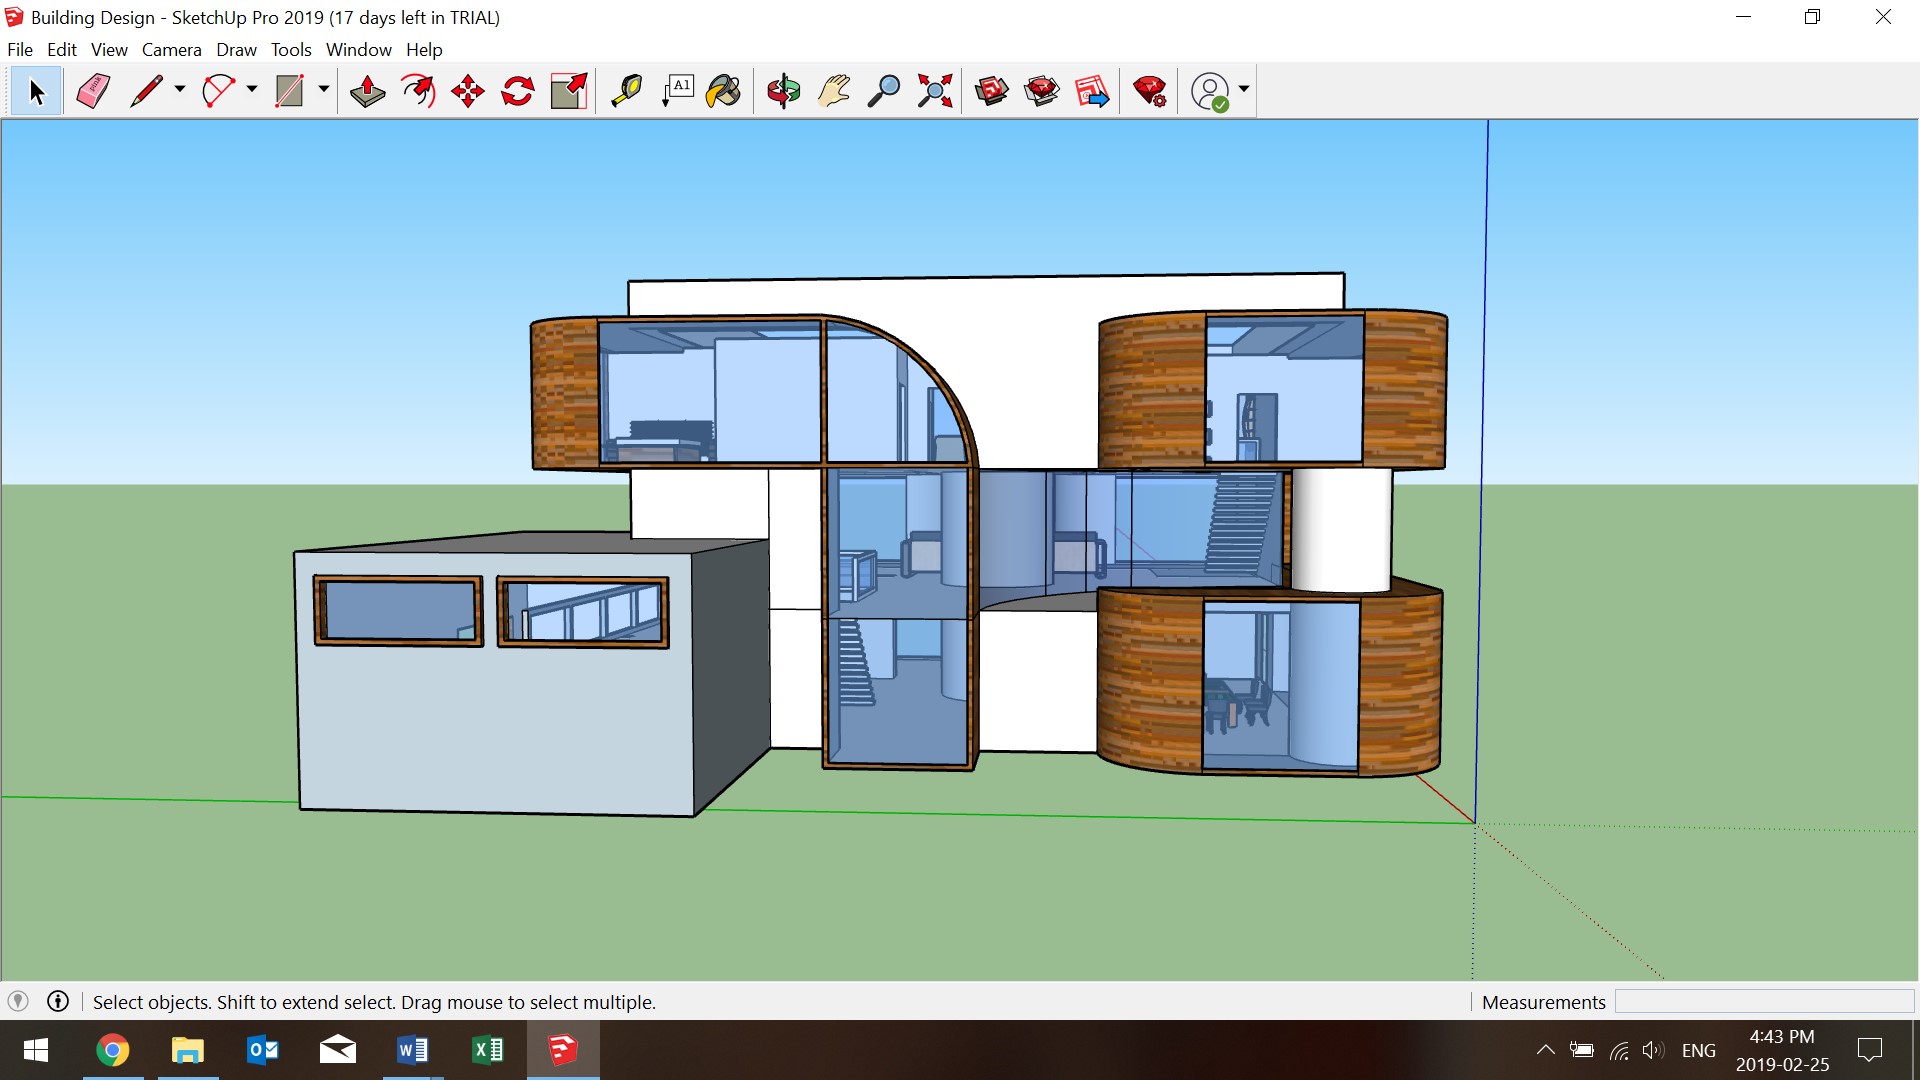 Building Design - SketchUp Pro 2019 (17 days left in TRIAL)
File Edit View Camera Draw Tools Window Help
A1
Select objects. Shift to extend select. Drag mouse to select multiple.
Measurements
ENG
4:43 PM
2019-02-25